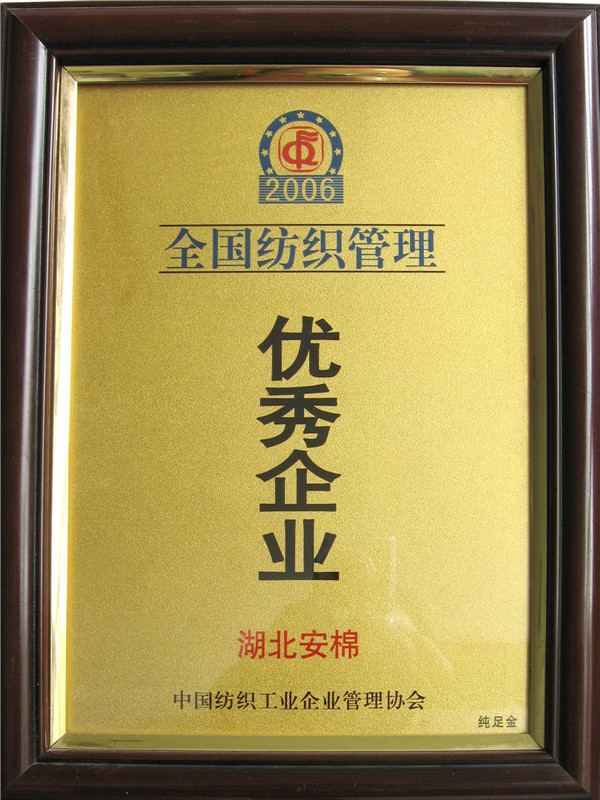 2006
全国纺织管理
优秀企业
湖北安棉
中国纺织工业企业管理协会
纯足金